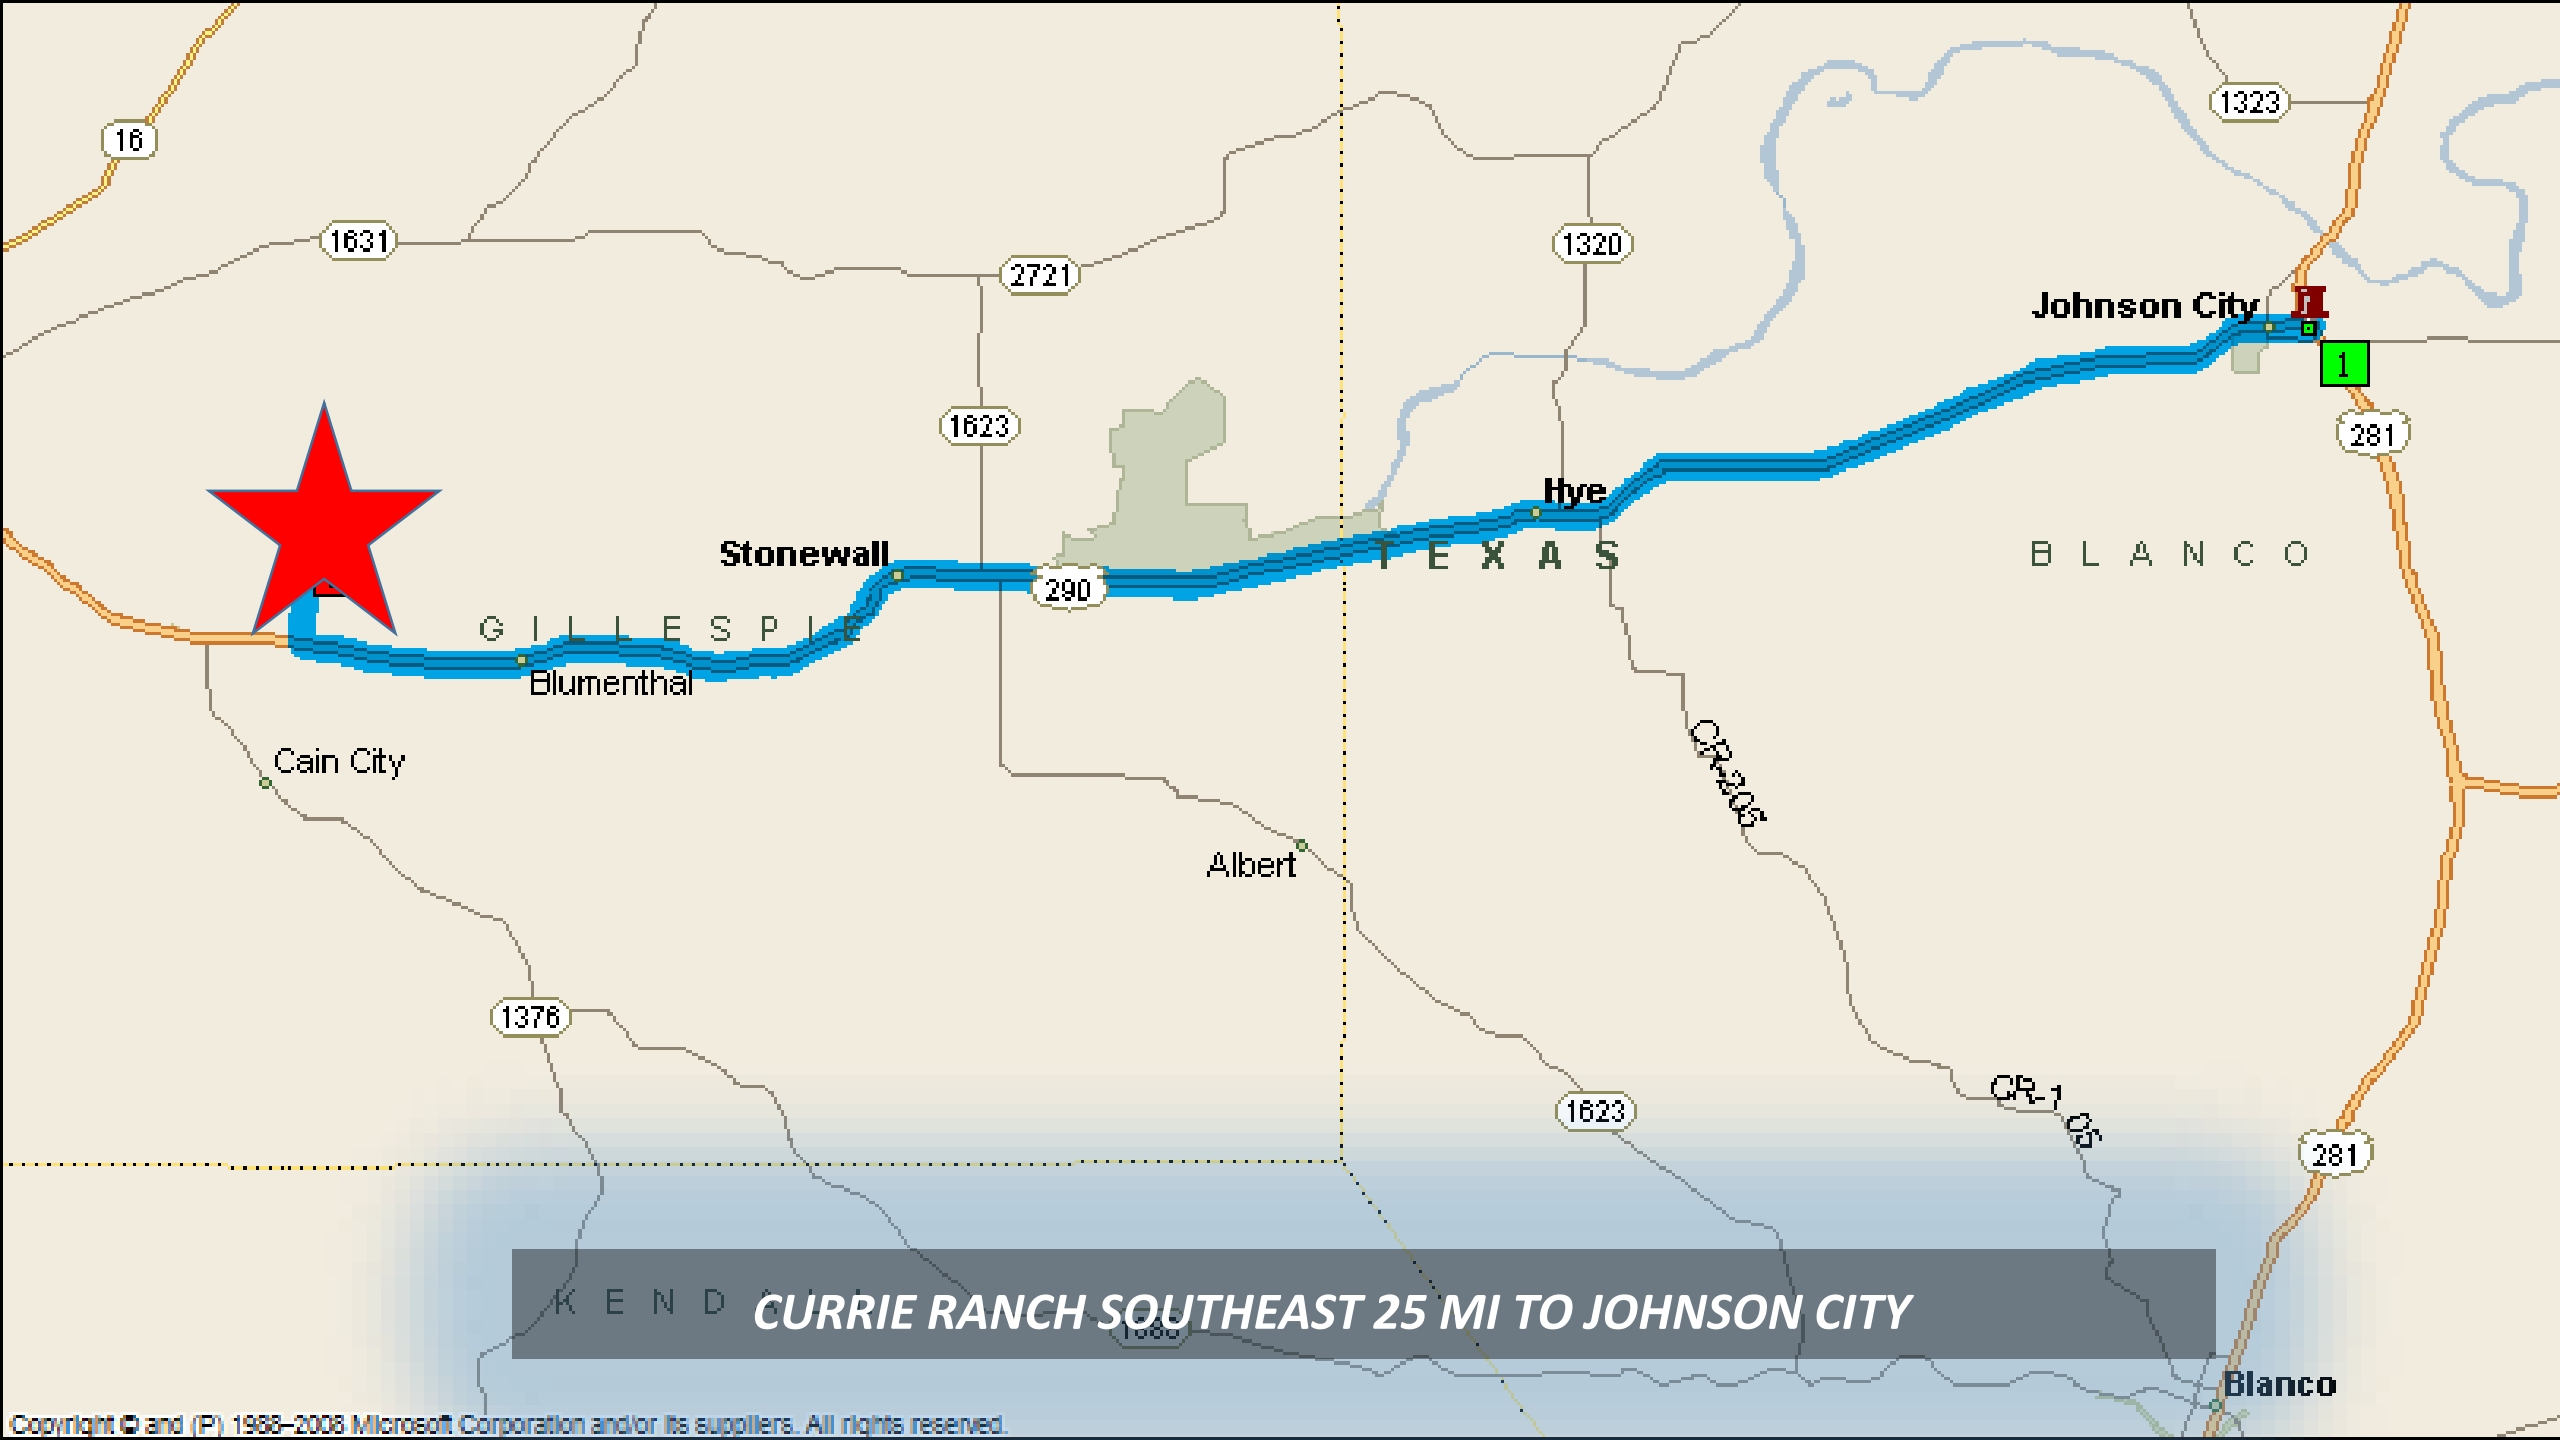 16
1323
1631
1320
2721
Johnson City
1
1623
281
Hye
Stonewall
T E X A S
B L A N C O
290
G I L L E S P I E
Blumenthal
Cain City
CR-206
Albert
1376
CR-1 06
1623
281
K E N D A L L
CURRIE RANCH SOUTHEAST 25 MI TO JOHNSON CITY
Blanco
Copyright © and (P) 1988–2008 Microsoft Corporation and/or its suppliers. All rights reserved.